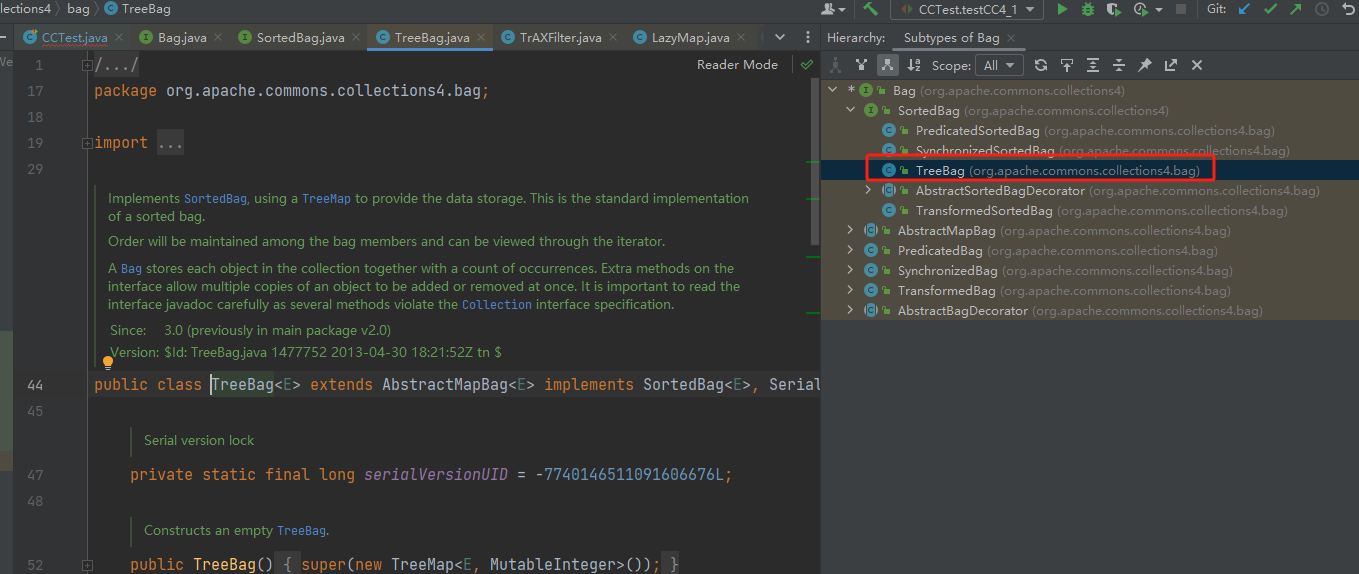 lections4 〉 bag 〉 TreeBag
CCTest.testCC4_1
Git:
CCTest.java
Bag.java
SortedBag.java
TreeBag.java
TrAXFilter.java
LazyMap.java
Hierarchy: Subtypes of Bag
Reader Mode
Scope: All
1 /.../
17 package org.apache.commons.collections4.bag;
18
19 import ...
29
Implements SortedBag, using a TreeMap to provide the data storage. This is the standard implementation
of a sorted bag.
Order will be maintained among the bag members and can be viewed through the iterator.
A Bag stores each object in the collection together with a count of occurrences. Extra methods on the
interface allow multiple copies of an object to be added or removed at once. It is important to read the
interface javadoc carefully as several methods violate the Collection interface specification.
Since: 3.0 (previously in main package v2.0)
Version: $Id: TreeBag.java 1477752 2013-04-30 18:21:52Z tn $
44 public class TreeBag<E> extends AbstractMapBag<E> implements SortedBag<E>, Serial
45
Serial version lock
47 private static final long serialVersionUID = -7740146511091606676L;
48
Constructs an empty TreeBag.
52 public TreeBag() { super(new TreeMap<E, MutableInteger>()); }
* Bag (org.apache.commons.collections4)
SortedBag (org.apache.commons.collections4)
PredicatedSortedBag (org.apache.commons.collections4.bag)
SynchronizedSortedBag (org.apache.commons.collections4.bag)
TreeBag (org.apache.commons.collections4.bag)
AbstractSortedBagDecorator (org.apache.commons.collections4.bag)
TransformedSortedBag (org.apache.commons.collections4.bag)
AbstractMapBag (org.apache.commons.collections4.bag)
PredicatedBag (org.apache.commons.collections4.bag)
SynchronizedBag (org.apache.commons.collections4.bag)
TransformedBag (org.apache.commons.collections4.bag)
AbstractBagDecorator (org.apache.commons.collections4.bag)